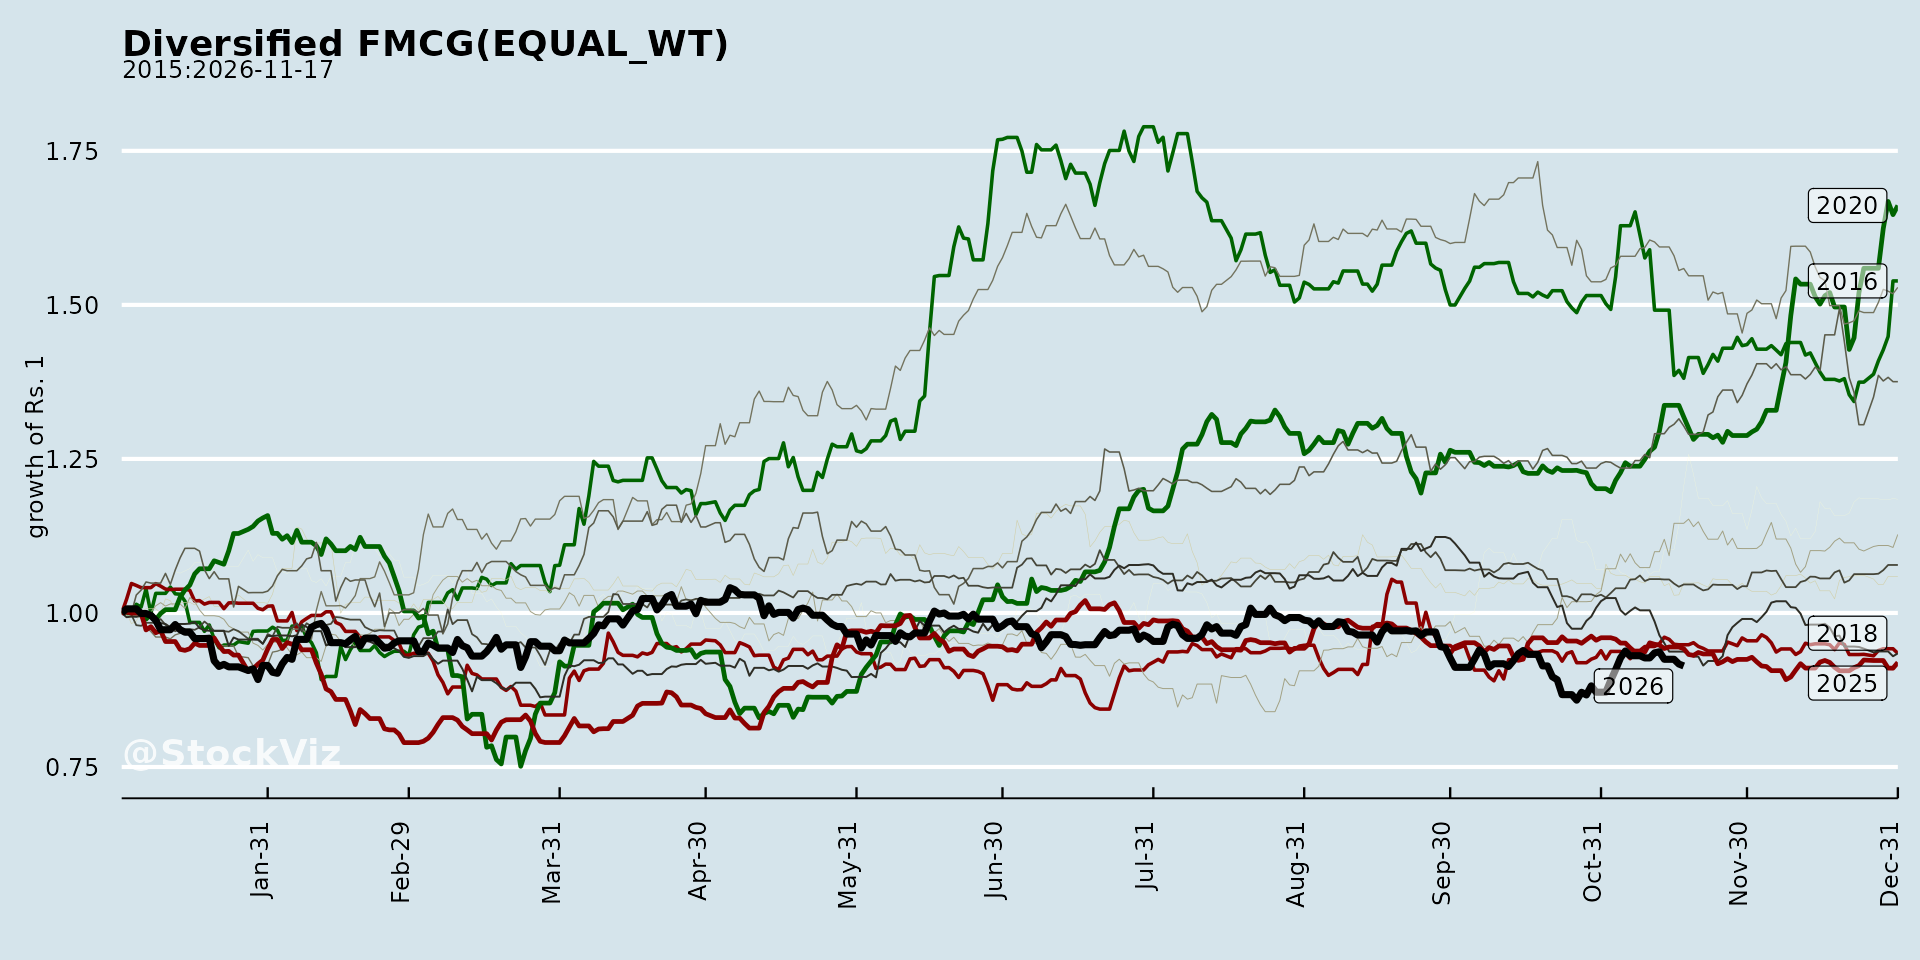 Diversified FMCG(EQUAL_WT)
2015:2026-11-17
growth of Rs. 1
1.75
1.50
1.25
1.00
0.75
2020
2016
2018
2025
2026
@StockViz
Jan-31
Feb-29
Mar-31
Apr-30
May-31
Jun-30
Jul-31
Aug-31
Sep-30
Oct-31
Nov-30
Dec-31